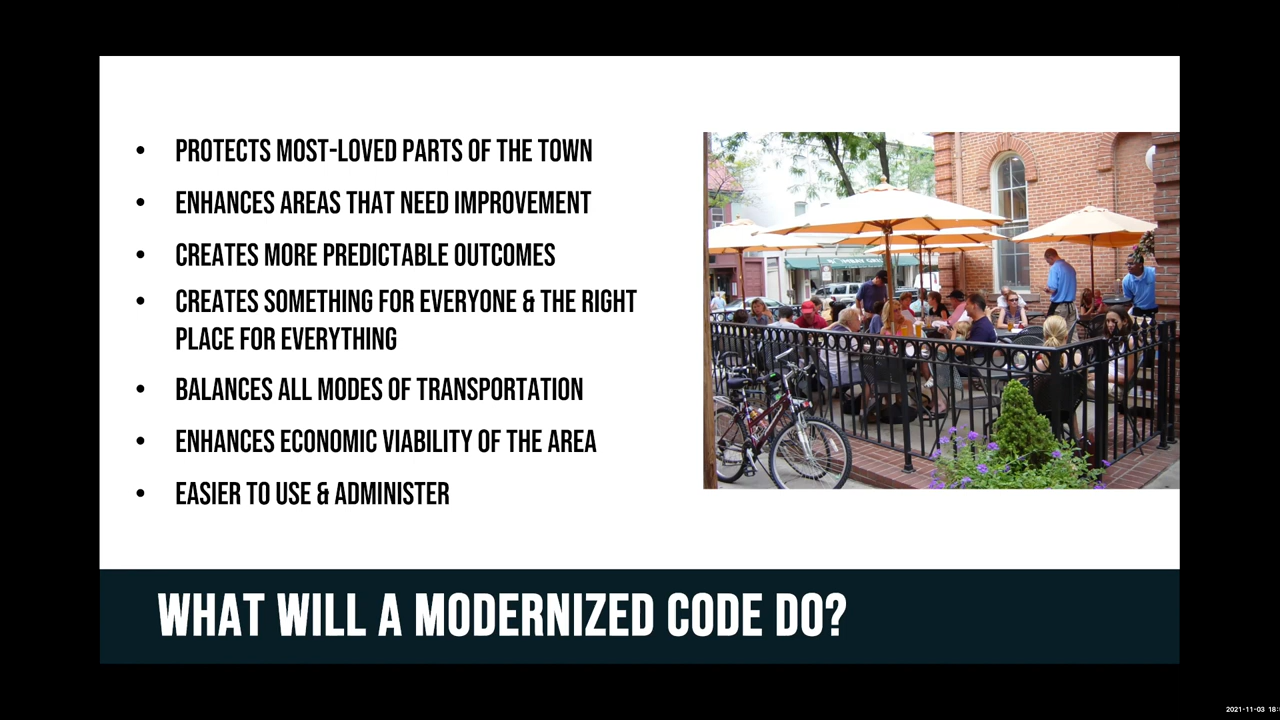 • PROTECTS MOST-LOVED PARTS OF THE TOWN
• ENHANCES AREAS THAT NEED IMPROVEMENT
• CREATES MORE PREDICTABLE OUTCOMES
• CREATES SOMETHING FOR EVERYONE & THE RIGHT
PLACE FOR EVERYTHING
• BALANCES ALL MODES OF TRANSPORTATION
• ENHANCES ECONOMIC VIABILITY OF THE AREA
• EASIER TO USE & ADMINISTER
WHAT WILL A MODERNIZED CODE DO?
2021-11-03 18: